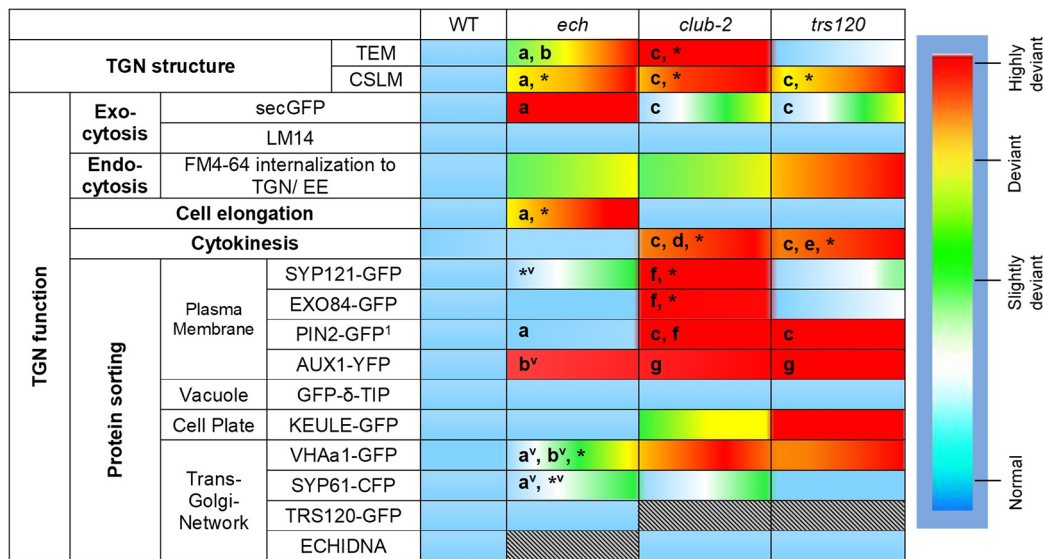 WT ech club-2 trs120
TGN structure TEM a, b c, *
CSLM a, * c, * c, *
TGN function
Exo-
cytosis
secGFP a c c
LM14
Endo-
cytosis
FM4-64 internalization to
TGN/ EE
Cell elongation a, *
Cytokinesis c, d, * c, e, *
Protein sorting
Plasma
Membrane
SYP121-GFP *ᵛ f, *
EXO84-GFP f, *
PIN2-GFP¹ a c, f c
AUX1-YFP bᵛ g g
Vacuole GFP-δ-TIP
Cell Plate KEULE-GFP
Trans-
Golgi-
Network
VHAa1-GFP aᵛ, bᵛ, *
SYP61-CFP aᵛ, *ᵛ
TRS120-GFP
ECHIDNA
Highly
deviant
Deviant
Slightly
deviant
Normal